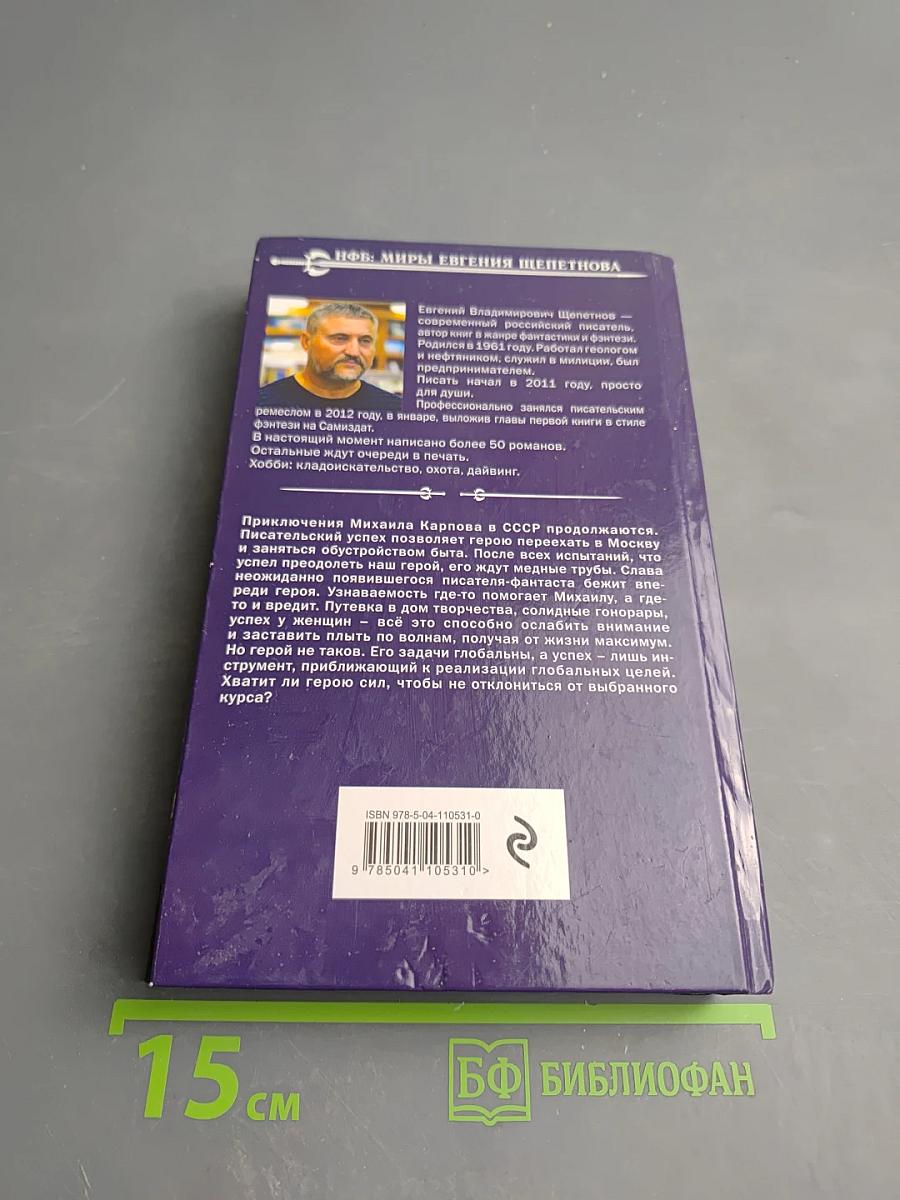 НФБ: МИРЫ ЕВГЕНИЯ ЩЕПЕТНОВА
Евгений Владимирович Щепетнов —
современный российский писатель,
автор книг в жанре фантастики и фэнтези.
Родился в 1961 году. Работал геологом
и нефтяником, служил в милиции, был
предпринимателем.
Писать начал в 2011 году, просто
для души.
Профессионально занялся писательским
ремеслом в 2012 году, в январе, выложив главы первой книги в стиле
фэнтези на Самиздат.
В настоящий момент написано более 50 романов.
Остальные ждут очереди в печать.
Хобби: кладоискательство, охота, дайвинг.
Приключения Михаила Карпова в СССР продолжаются.
Писательский успех позволяет герою переехать в Москву
и заняться обустройством быта. После всех испытаний, что
успел преодолеть наш герой, его ждут медные трубы. Слава
неожиданно появившегося писателя-фантаста бежит впе-
реди героя. Узнаваемость где-то помогает Михаилу, а где-
то и вредит. Путевка в дом творчества, солидные гонорары,
успех у женщин – всё это способно ослабить внимание
и заставить плыть по волнам, получая от жизни максимум.
Но герой не таков. Его задачи глобальны, а успех – лишь ин-
струмент, приближающий к реализации глобальных целей.
Хватит ли герою сил, чтобы не отклониться от выбранного
курса?
ISBN 978-5-04-110531-0
9 785041 105310 >
15 см
БФ БИБЛИОФАН